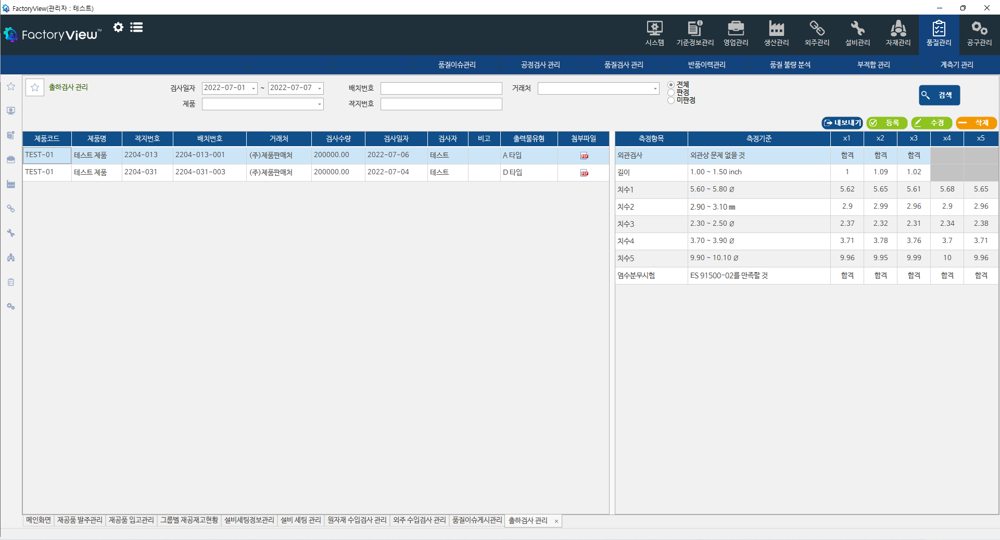 FactoryView(관리자 : 테스트)
FactoryView™
시스템 기준정보관리 영업관리 생산관리 외주관리 설비관리 자재관리 품질관리 공구관리
품질이슈관리 공정검사 관리 품질검사 관리 반품이력관리 품질 불량 분석 부적합 관리 계측기 관리
출하검사 관리 검사일자 2022-07-01 ~ 2022-07-07 배치번호 거래처 전체
판정
미판정
제품 작지번호
검색
내보내기 등록 수정 삭제
제품코드 제품명 작지번호 배치번호 거래처 검사수량 검사일자 검사자 비고 출력물유형 첨부파일
TEST-01 테스트 제품 2204-013 2204-013-001 (주)제품판매처 200000.00 2022-07-06 테스트 A 타입 PDF
TEST-01 테스트 제품 2204-031 2204-031-003 (주)제품판매처 200000.00 2022-07-04 테스트 D 타입 PDF
측정항목 측정기준 x1 x2 x3 x4 x5
외관검사 외관상 문제 없을 것 합격 합격 합격
길이 1.00 ~ 1.50 inch 1 1.09 1.02
치수1 5.60 ~ 5.80 Ø 5.62 5.65 5.61 5.68 5.65
치수2 2.90 ~ 3.10 ㎜ 2.9 2.99 2.96 2.9 2.96
치수3 2.30 ~ 2.50 Ø 2.37 2.32 2.31 2.34 2.38
치수4 3.70 ~ 3.90 Ø 3.71 3.78 3.76 3.7 3.71
치수5 9.90 ~ 10.10 Ø 9.96 9.95 9.99 10 9.96
염수분무시험 ES 91500-02를 만족할 것 합격 합격 합격 합격 합격
메인화면 재공품 발주관리 재공품 입고관리 그룹별 재공재고현황 설비세팅정보관리 설비 세팅 관리 원자재 수입검사 관리 외주 수입검사 관리 품질이슈게시관리 출하검사 관리 ×